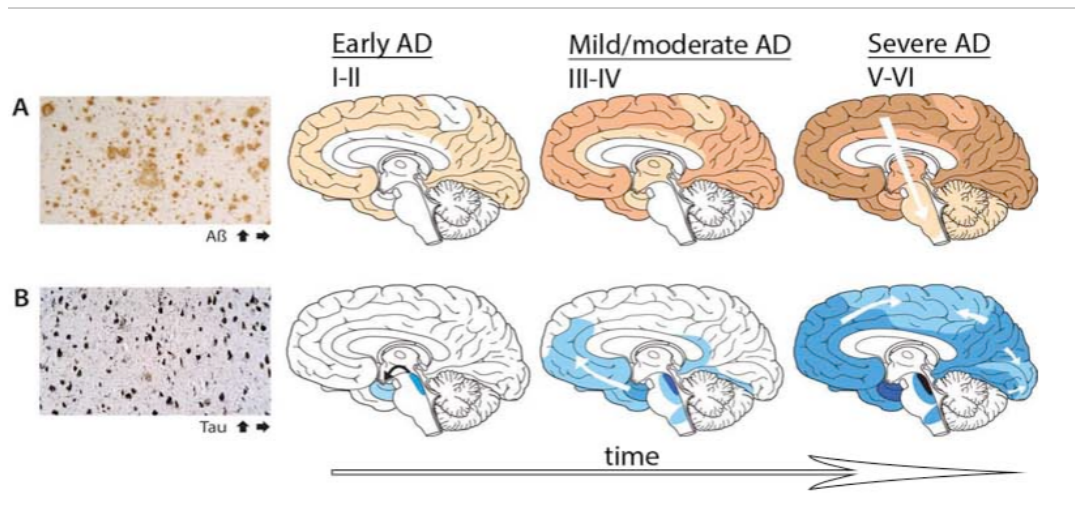 Early AD
I-II
Mild/moderate AD
III-IV
Severe AD
V-VI
A
Aß ⬆ ➡
B
Tau ⬆ ➡
time